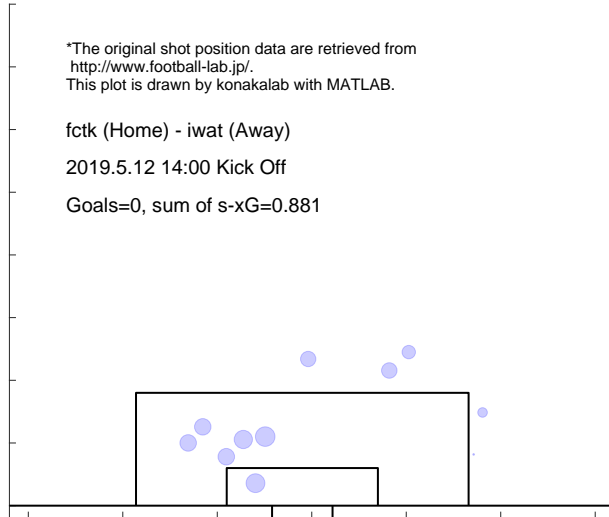 *The original shot position data are retrieved from
http://www.football-lab.jp/.
This plot is drawn by konakalab with MATLAB.
fctk (Home) - iwat (Away)
2019.5.12 14:00 Kick Off
Goals=0, sum of s-xG=0.881